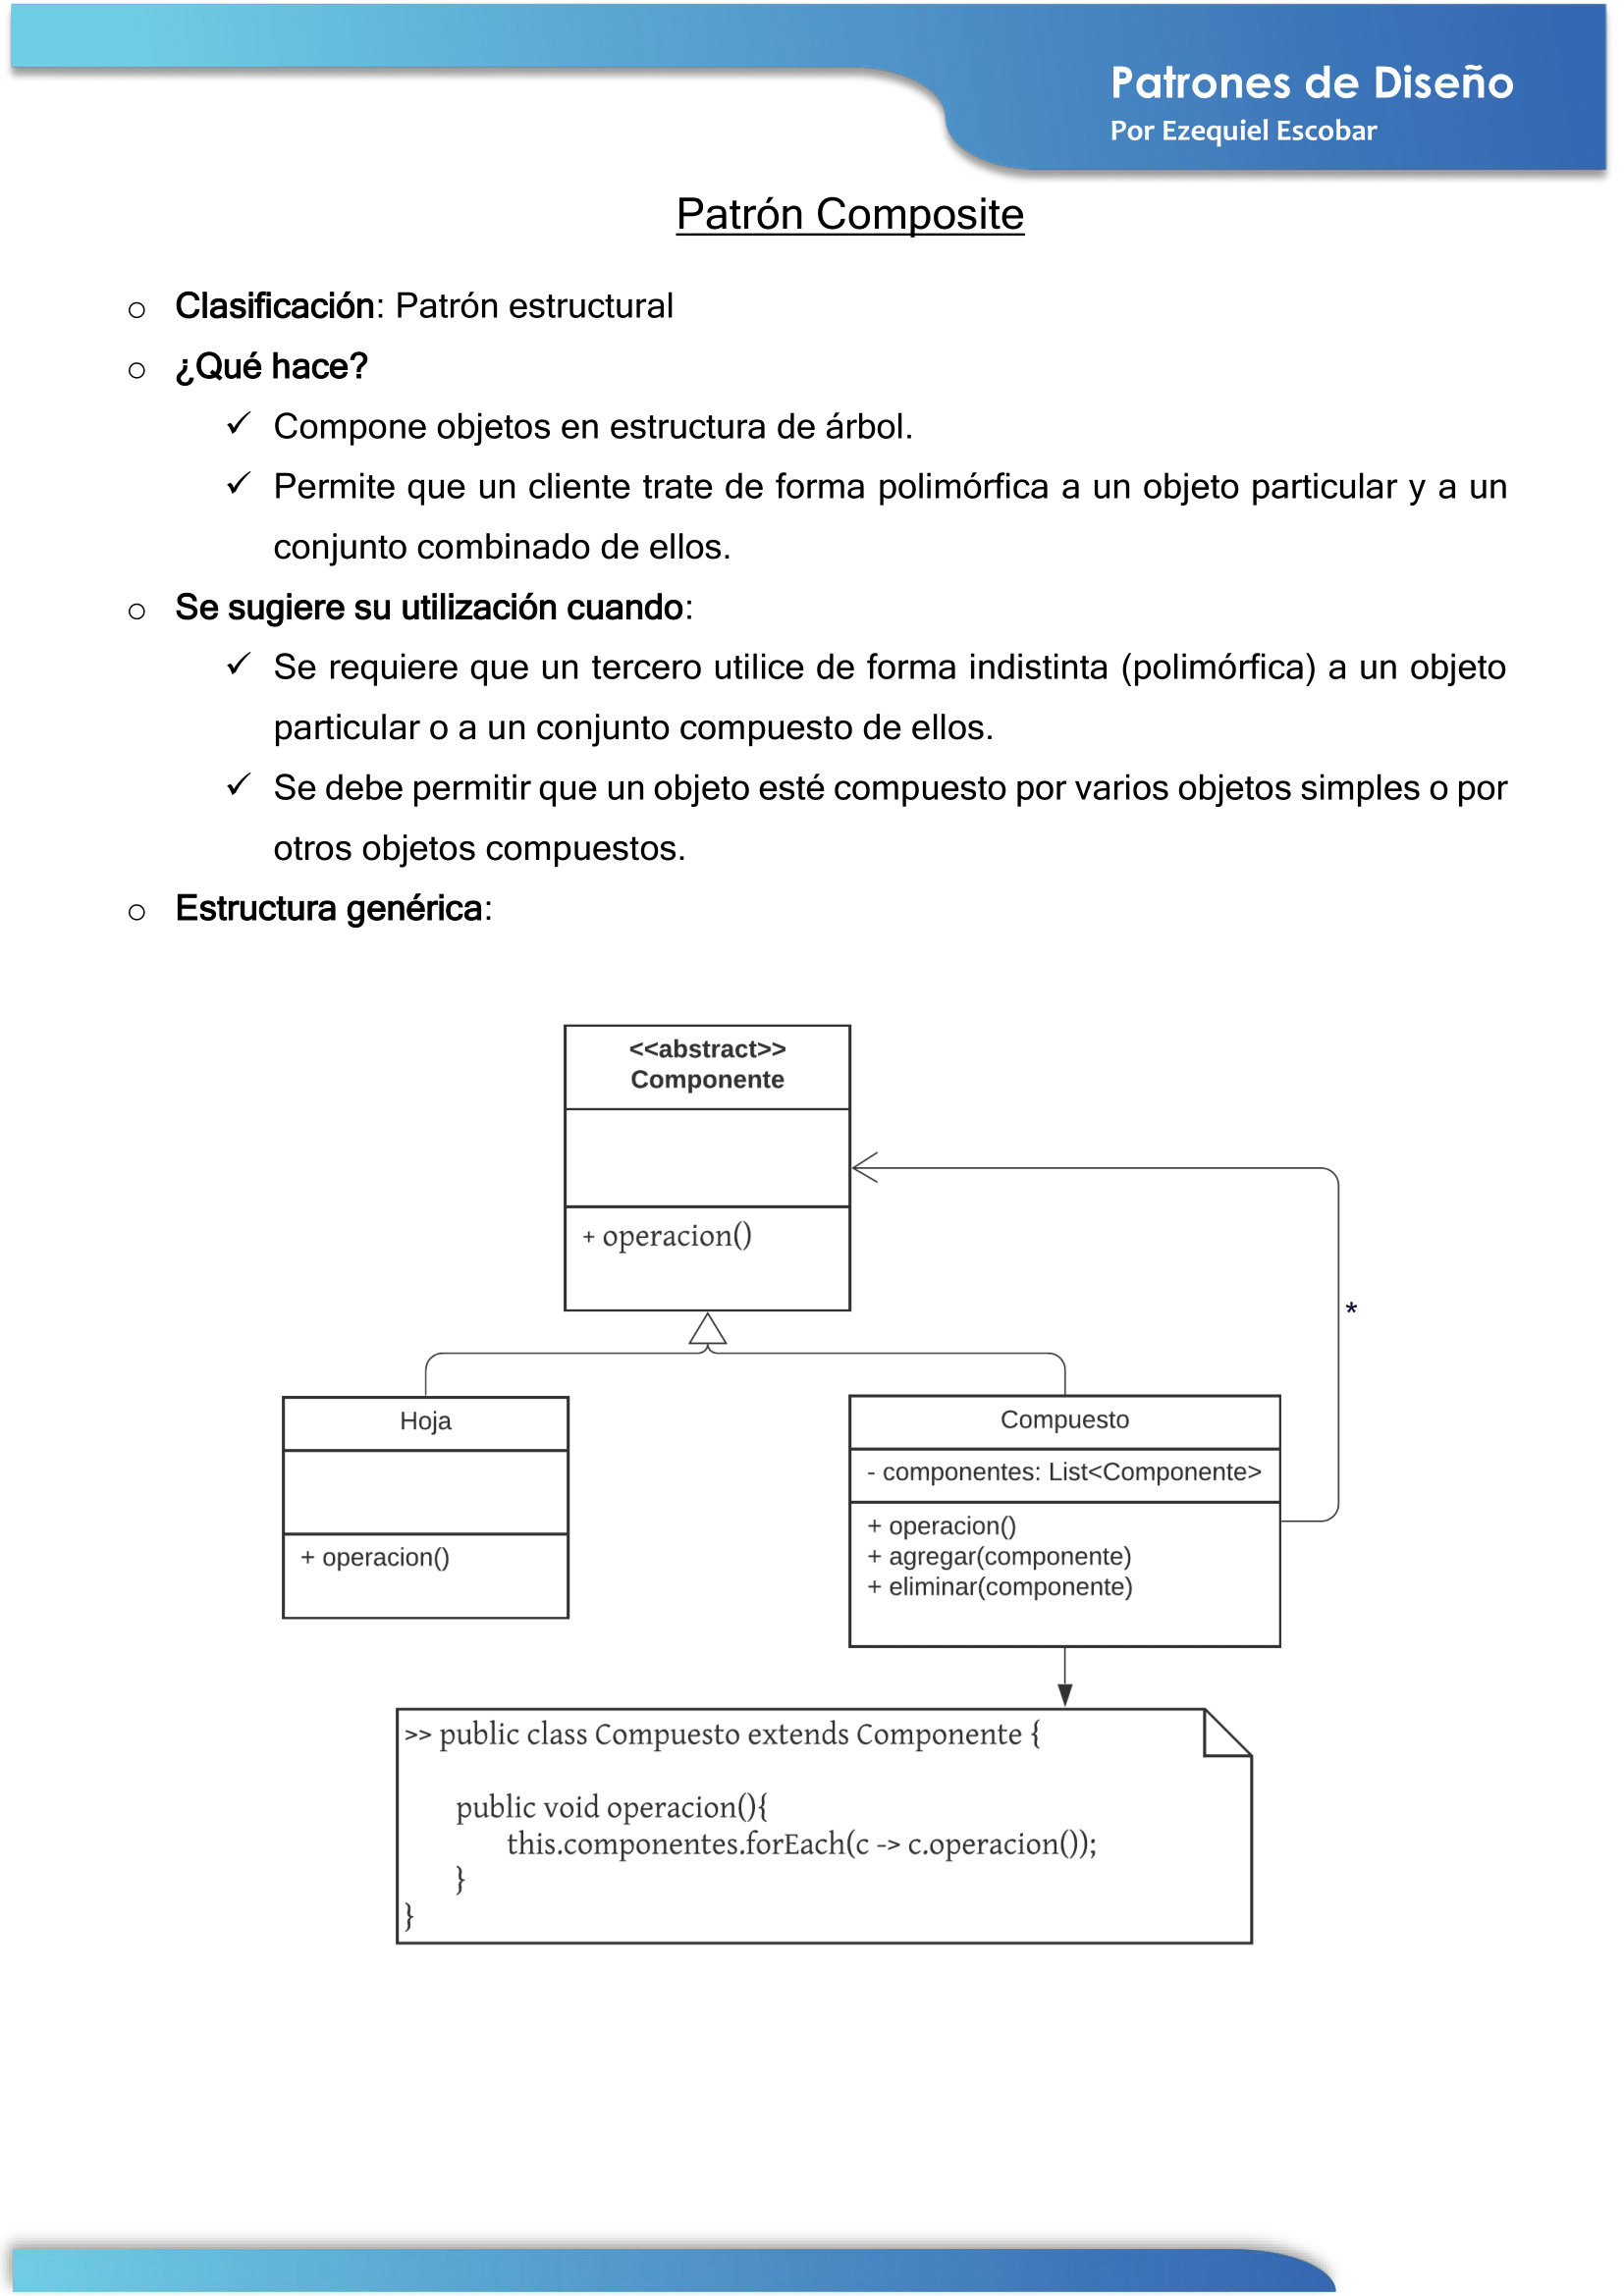 Patrones de Diseño
Por Ezequiel Escobar
Patrón Composite
o Clasificación: Patrón estructural
o ¿Qué hace?
✓ Compone objetos en estructura de árbol.
✓ Permite que un cliente trate de forma polimórfica a un objeto particular y a un
conjunto combinado de ellos.
o Se sugiere su utilización cuando:
✓ Se requiere que un tercero utilice de forma indistinta (polimórfica) a un objeto
particular o a un conjunto compuesto de ellos.
✓ Se debe permitir que un objeto esté compuesto por varios objetos simples o por
otros objetos compuestos.
o Estructura genérica:
<<abstract>>
Componente
+ operacion()
*
Hoja
+ operacion()
Compuesto
- componentes: List<Componente>
+ operacion()
+ agregar(componente)
+ eliminar(componente)
>> public class Compuesto extends Componente {
public void operacion(){
this.componentes.forEach(c -> c.operacion());
}
}